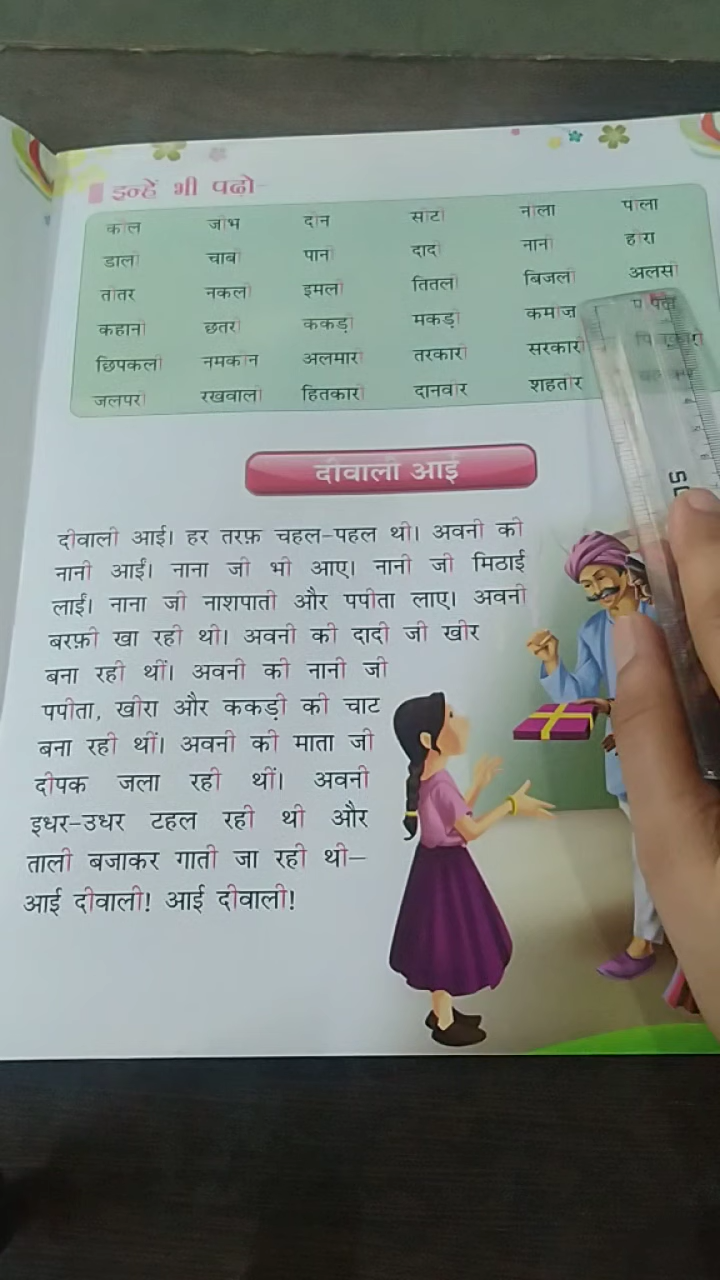 इन्हें भी पढ़ो-
कील जीभ दीन सीटी नीला पीला
डाली चाबी पानी दादी नानी हीरा
तीतर नकली इमली तितली बिजली अलसी
कहानी छतरी ककड़ी मकड़ी कमीज
छिपकली नमकीन अलमारी तरकारी सरकारी
जलपरी रखवाली हितकारी दानवीर शहतीर
दीवाली आई
दीवाली आई। हर तरफ़ चहल-पहल थी। अवनी की
नानी आईं। नाना जी भी आए। नानी जी मिठाई
लाईं। नाना जी नाशपाती और पपीता लाए। अवनी
बरफ़ी खा रही थी। अवनी की दादी जी खीर
बना रही थीं। अवनी की नानी जी
पपीता, खीरा और ककड़ी की चाट
बना रही थीं। अवनी की माता जी
दीपक जला रही थीं। अवनी
इधर-उधर टहल रही थी और
ताली बजाकर गाती जा रही थी–
आई दीवाली! आई दीवाली!